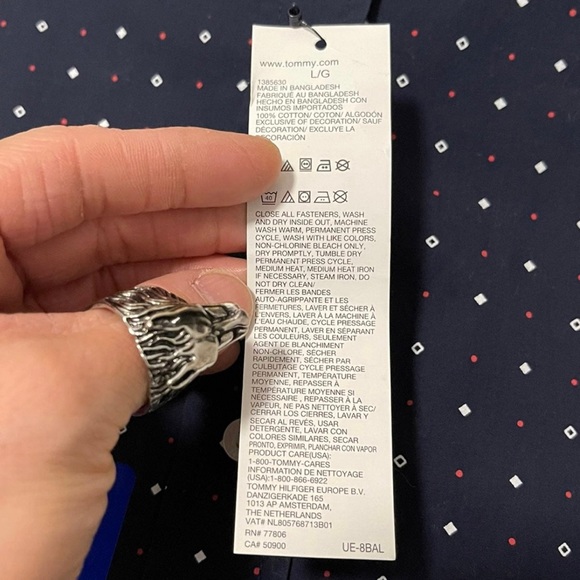 www.tommy.com
L/G
1385630
MADE IN BANGLADESH
FABRIQUÉ AU BANGLADESH
HECHO EN BANGLADESH CON
INSUMOS IMPORTADOS
100% COTTON/ COTON/ ALGODÓN
EXCLUSIVE OF DECORATION/ SAUF
DÉCORATION/ EXCLUYE LA
DECORACIÓN
40
CLOSE ALL FASTENERS, WASH
AND DRY INSIDE OUT, MACHINE
WASH WARM, PERMANENT PRESS
CYCLE, WASH WITH LIKE COLORS,
NON-CHLORINE BLEACH ONLY,
DRY PROMPTLY, TUMBLE DRY
PERMANENT PRESS CYCLE,
MEDIUM HEAT, MEDIUM HEAT IRON
IF NECESSARY, STEAM IRON, DO
NOT DRY CLEAN/
FERMER LES BANDES
AUTO-AGRIPPANTE ET LES
FERMETURES, LAVER ET SÉCHER À
L'ENVERS, LAVER À LA MACHINE À
L'EAU CHAUDE, CYCLE PRESSAGE
PERMANENT, LAVER EN SÉPARANT
LES COULEURS, SEULEMENT
AGENT DE BLANCHIMENT
NON-CHLORE, SÉCHER
RAPIDEMENT, SÉCHER PAR
CULBUTAGE CYCLE PRESSAGE
PERMANENT, TEMPÉRATURE
MOYENNE, REPASSER À
TEMPÉRATURE MOYENNE SI
NECESSAIRE , REPASSER À LA
VAPEUR, NE PAS NETTOYER À SEC/
CERRAR LOS CIERRES, LAVAR Y
SECAR AL REVÉS, USAR
DETERGENTE, LAVAR CON
COLORES SIMILARES, SECAR
PRONTO, EXPRIMIR, PLANCHAR CON VAPOR
PRODUCT CARE(USA):
1-800-TOMMY-CARES
INFORMATION DE NETTOYAGE
(USA):1-800-866-6922
TOMMY HILFIGER EUROPE B.V.
DANZIGERKADE 165
1013 AP AMSTERDAM,
THE NETHERLANDS
VAT# NL805768713B01
RN# 77806
CA# 50900
UE-8BAL